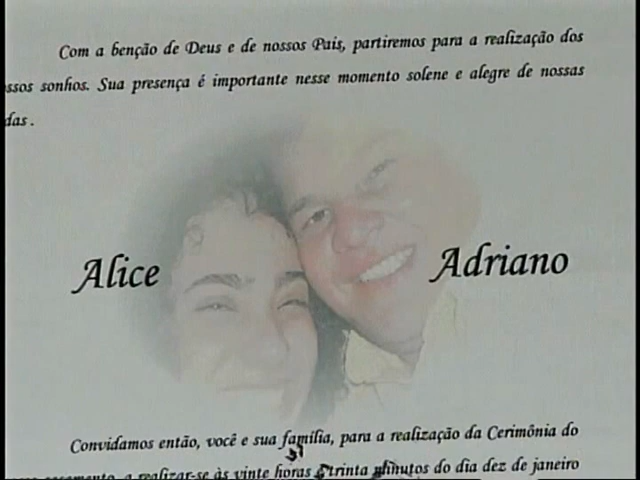 Com a benção de Deus e de nossos Pais, partiremos para a realização dos
sonhos. Sua presença é importante nesse momento solene e alegre de nossas
Alice
Adriano
Convidamos então, você e sua família, para a realização da Cerimônia do
a realizar-se às vinte horas e trinta minutos do dia dez de janeiro